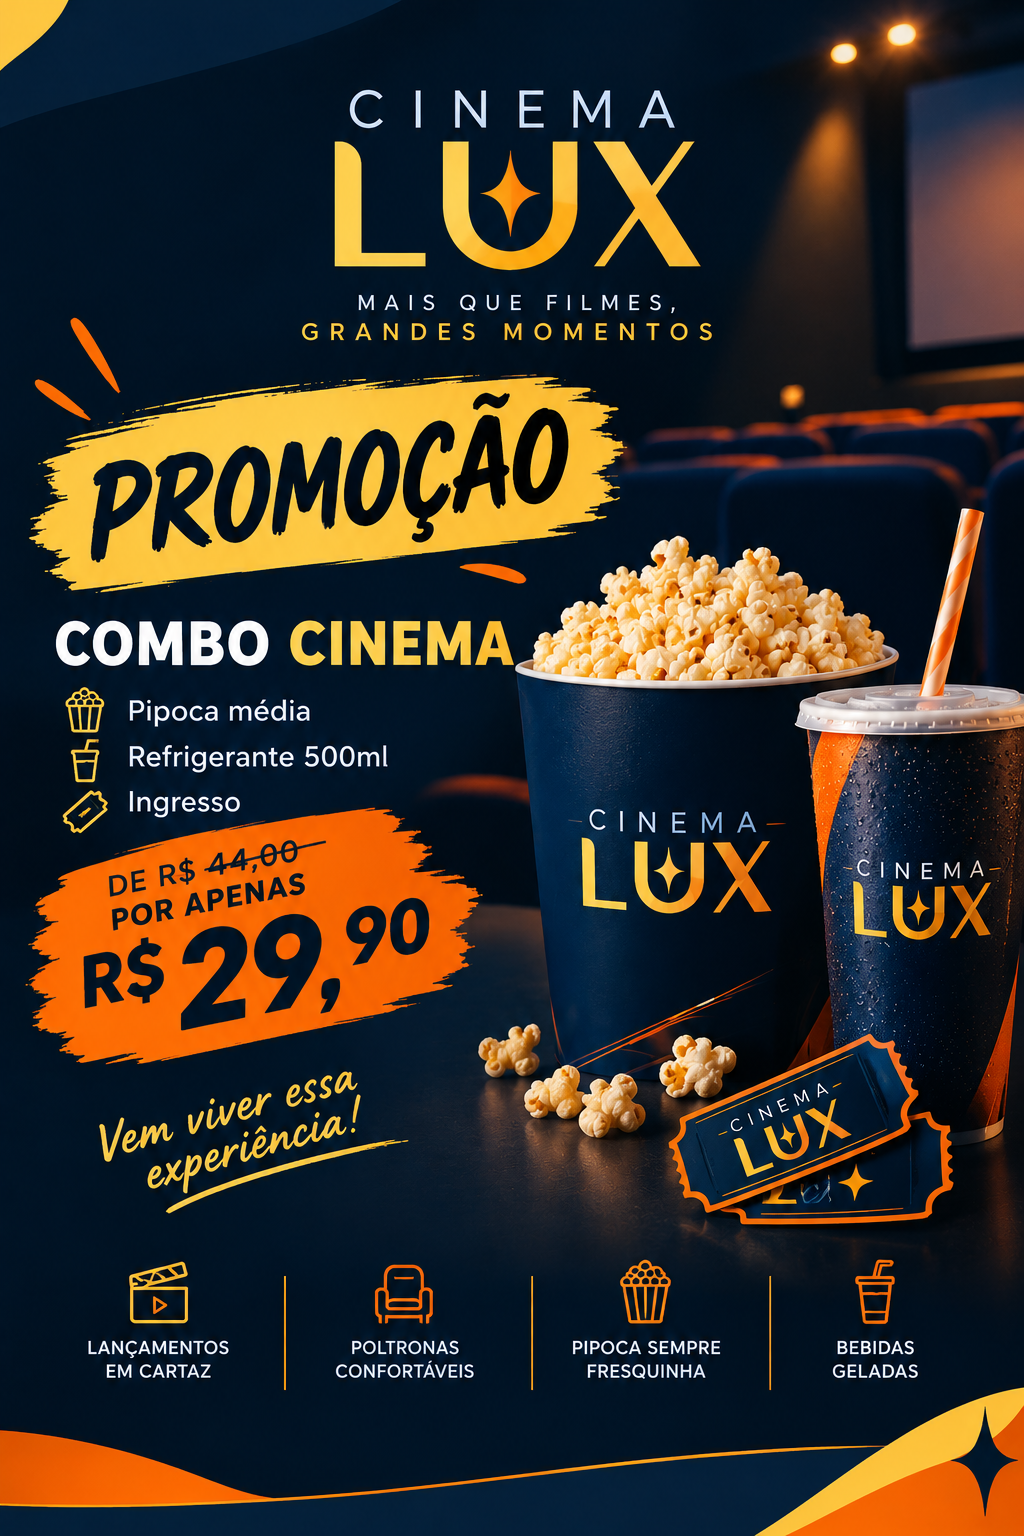 CINEMA
LUX
MAIS QUE FILMES,
GRANDES MOMENTOS
PROMOÇÃO
COMBO CINEMA
Pipoca média
Refrigerante 500ml
Ingresso
DE R$ 44,00
POR APENAS
R$ 29,90
Vem viver essa
experiência!
CINEMA
LUX
CINEMA
LUX
CINEMA
LUX
LANÇAMENTOS
EM CARTAZ
POLTRONAS
CONFORTÁVEIS
PIPOCA SEMPRE
FRESQUINHA
BEBIDAS
GELADAS